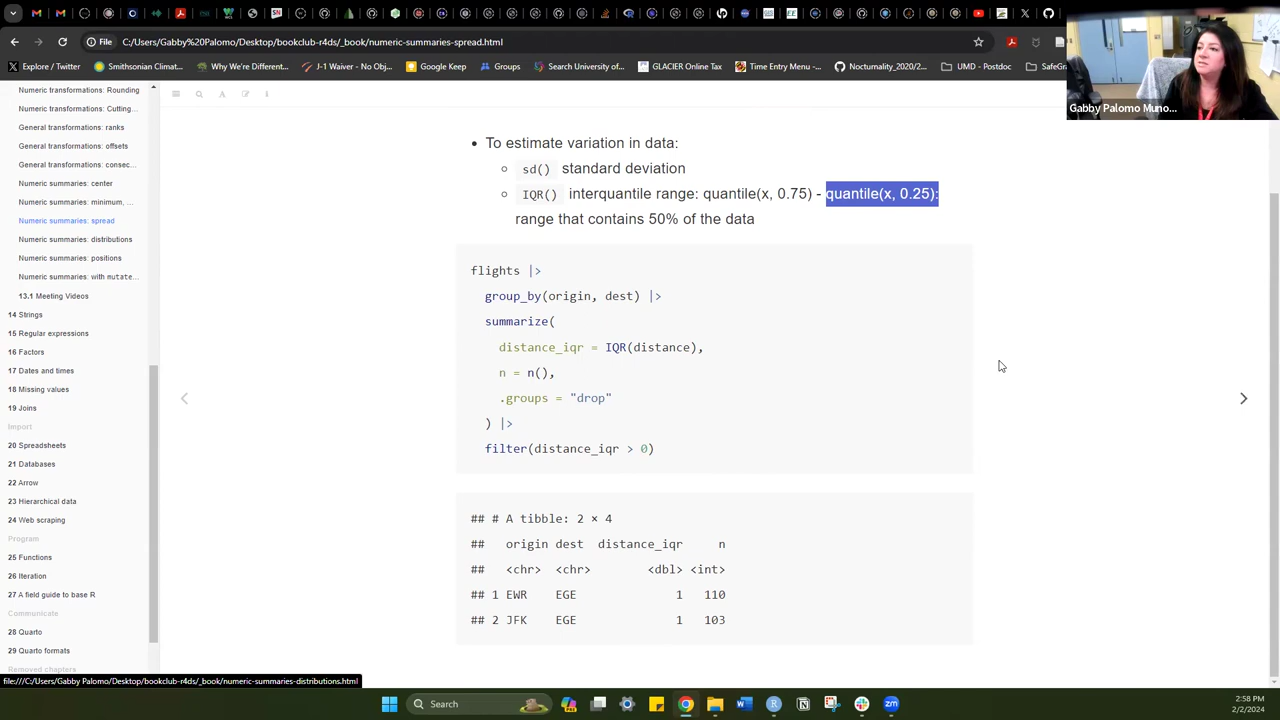 File
C:/Users/Gabby%20Palomo/Desktop/bookclub-r4ds/_book/numeric-summaries-spread.html
Explore / Twitter
Smithsonian Climat...
Why We're Different...
J-1 Waiver - No Obj...
Google Keep
Search University of...
GLACIER Online Tax
Time Entry Menu -...
Nocturnality_2020/2...
UMD - Postdoc
SafeGra
Gabby Palomo Muno...
Numeric transformations: Rounding
Numeric transformations: Cutting...
General transformations: ranks
General transformations: offsets
General transformations: consec...
Numeric summaries: center
Numeric summaries: minimum, ...
Numeric summaries: spread
Numeric summaries: distributions
Numeric summaries: positions
Numeric summaries: with mutate...
13.1 Meeting Videos
14 Strings
15 Regular expressions
16 Factors
17 Dates and times
18 Missing values
19 Joins
Import
20 Spreadsheets
21 Databases
22 Arrow
23 Hierarchical data
24 Web scraping
Program
25 Functions
26 Iteration
27 A field guide to base R
Communicate
28 Quarto
29 Quarto formats
Removed chapters
• To estimate variation in data:
sd() standard deviation
IQR() interquantile range: quantile(x, 0.75) - quantile(x, 0.25):
range that contains 50% of the data
flights |>
group_by(origin, dest) |>
summarize(
distance_iqr = IQR(distance),
n = n(),
.groups = "drop"
) |>
filter(distance_iqr > 0)
## # A tibble: 2 × 4
## origin dest distance_iqr n
## <chr> <chr> <dbl> <int>
## 1 EWR EGE 1 110
## 2 JFK EGE 1 103
file:///C:/Users/Gabby Palomo/Desktop/bookclub-r4ds/_book/numeric-summaries-distributions.html
Search
2:58 PM
2/2/2024